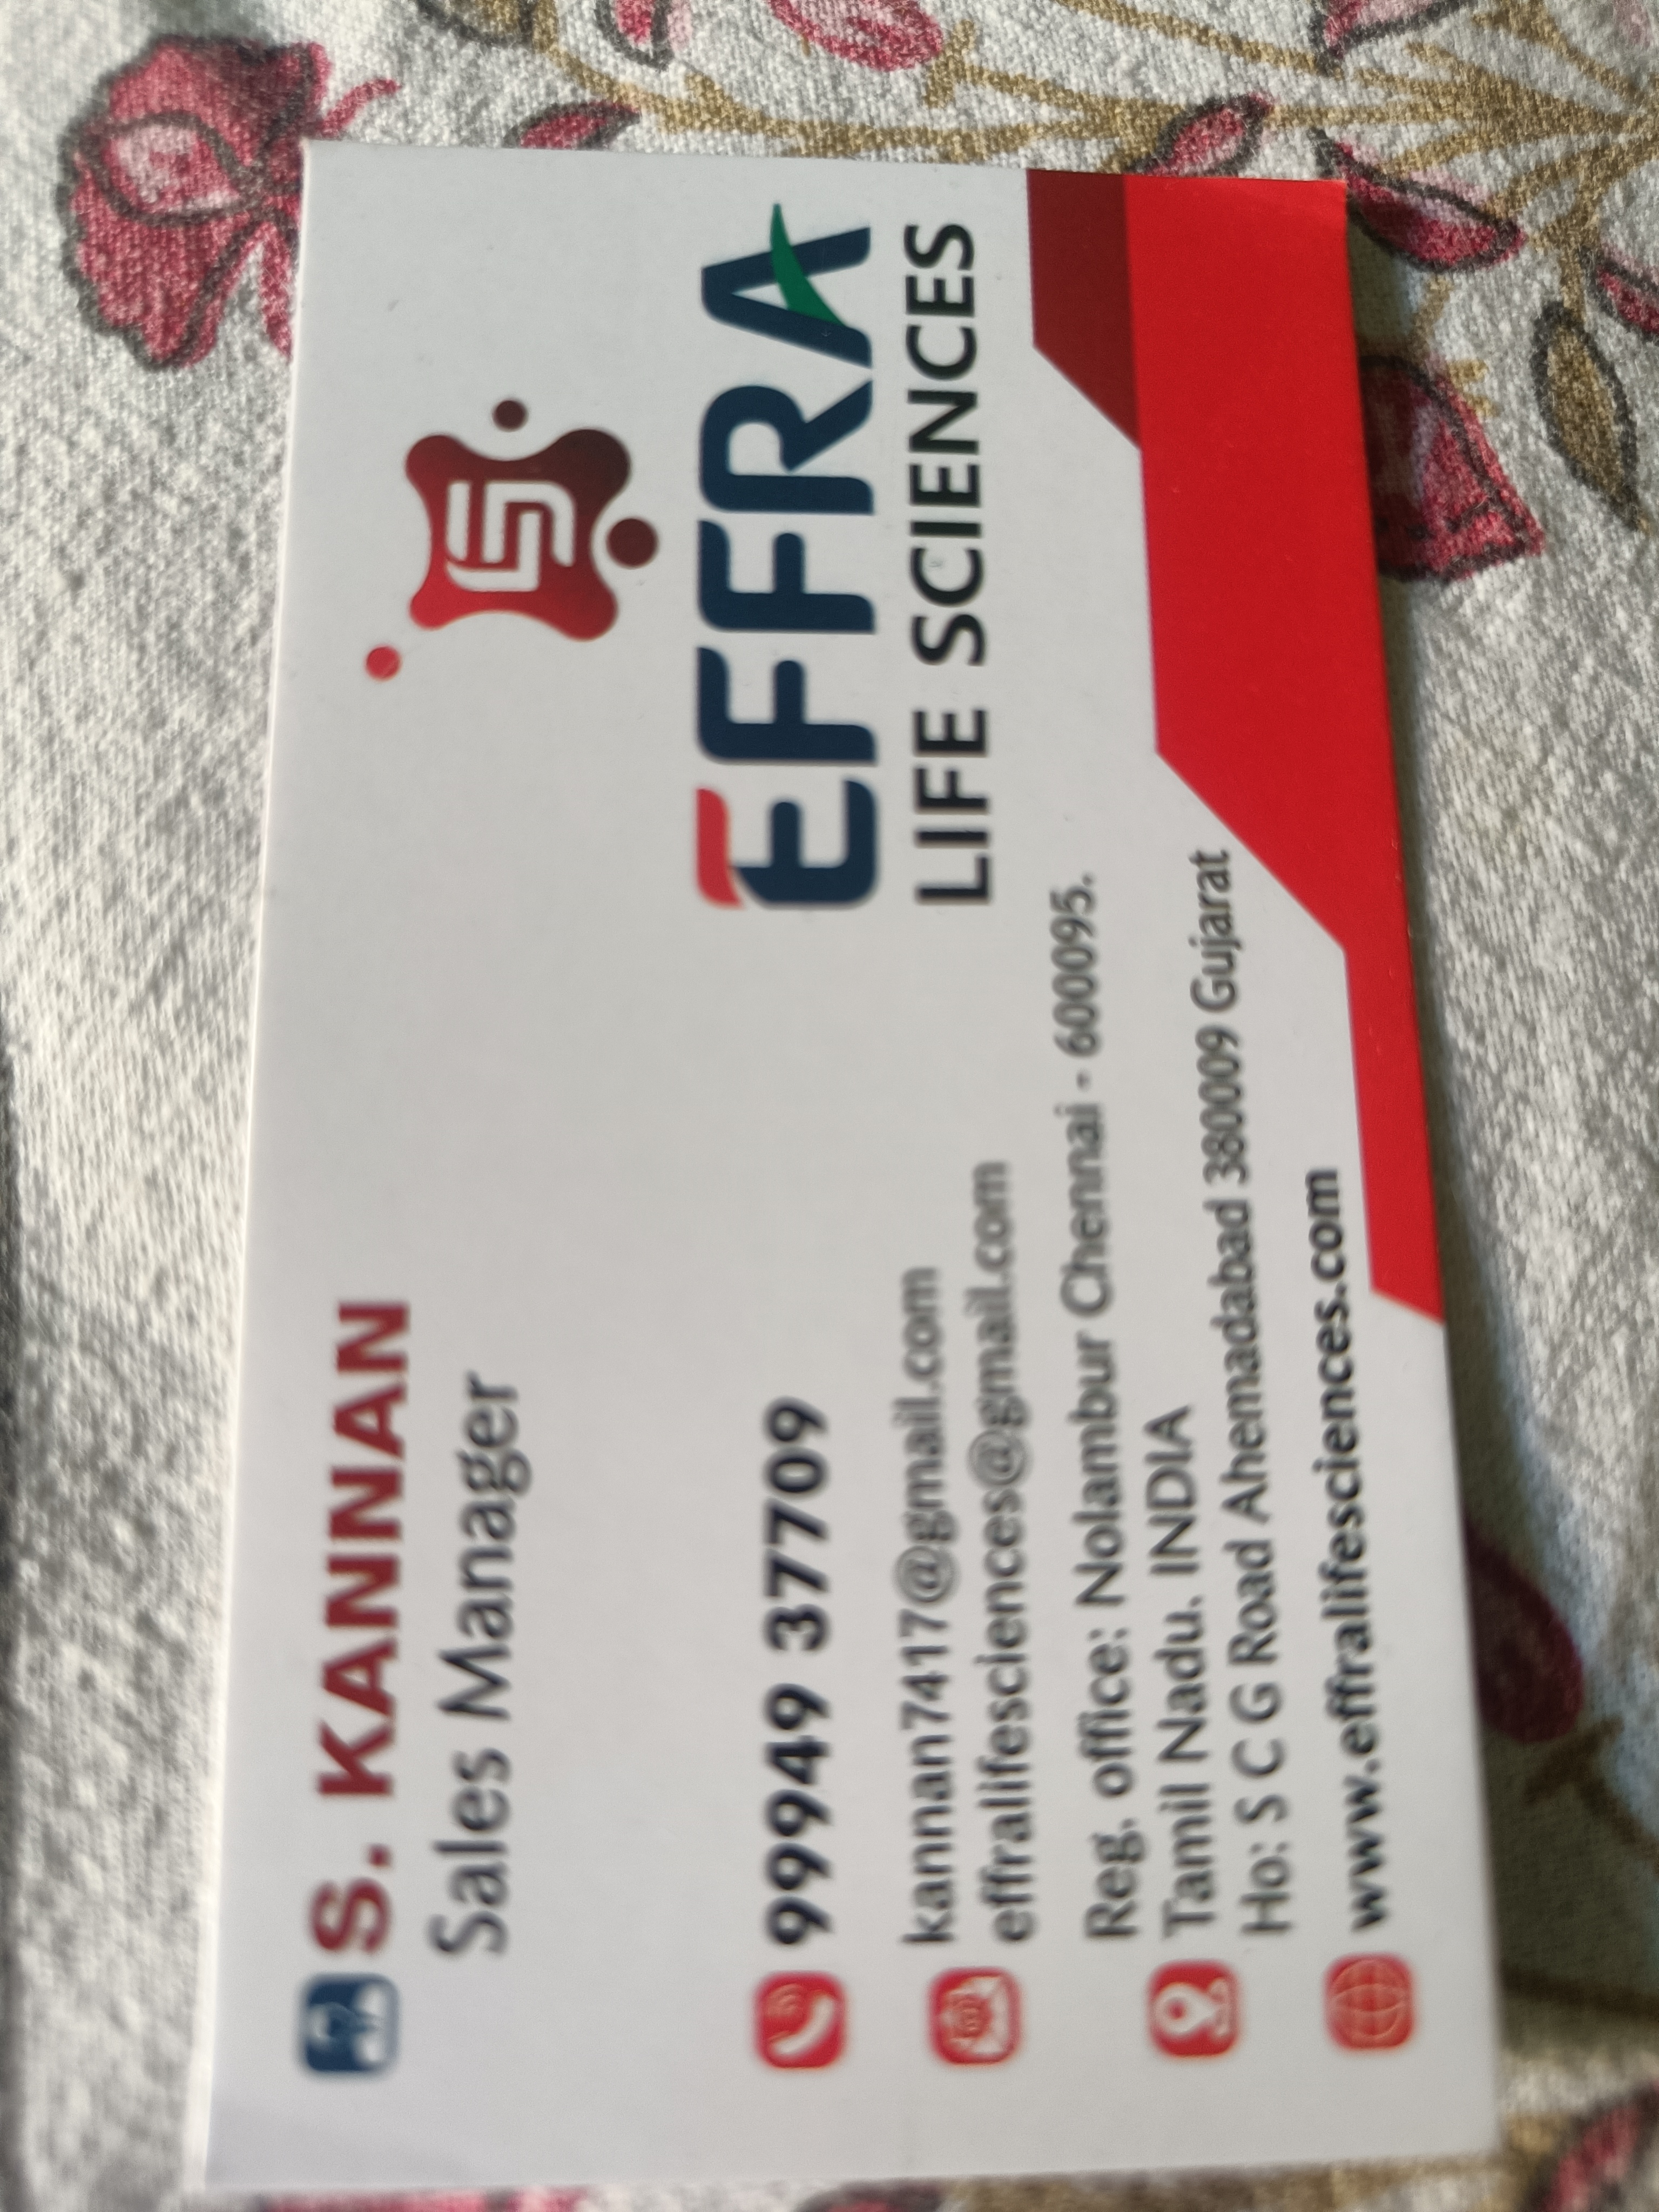 S. KANNAN
Sales Manager
EFFRA
LIFE SCIENCES
99949 37709
kannan7417@gmail.com
effralifesciences@gmail.com
Reg. office: Nolambur Chennai - 600095.
Tamil Nadu. INDIA
Ho: S C G Road Ahemadabad 380009 Gujarat
www.effralifesciences.com